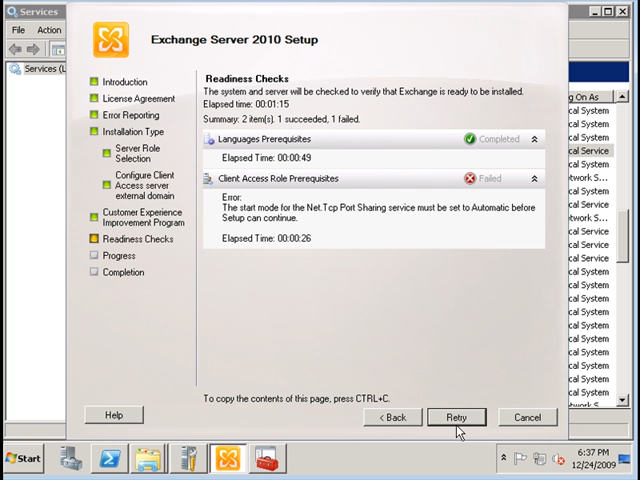 Services
File Action
Services (L
Exchange Server 2010 Setup
Introduction
License Agreement
Error Reporting
Installation Type
Server Role
Selection
Configure Client
Access server
external domain
Customer Experience
Improvement Program
Readiness Checks
Progress
Completion
Readiness Checks
The system and server will be checked to verify that Exchange is ready to be installed.
Elapsed time: 00:01:15
Summary: 2 item(s). 1 succeeded, 1 failed.
Languages Prerequisites Completed
Elapsed Time: 00:00:49
Client Access Role Prerequisites Failed
Error:
The start mode for the Net.Tcp Port Sharing service must be set to Automatic before
Setup can continue.
Elapsed Time: 00:00:26
To copy the contents of this page, press CTRL+C.
Help
< Back
Retry
Cancel
g On As
cal System
cal System
cal System
cal Service
cal System
twork S...
cal Service
twork S...
cal System
cal Service
cal Service
cal Service
cal System
cal System
cal System
cal System
cal System
cal System
cal System
cal System
cal System
cal System
Start
6:37 PM
12/24/2009